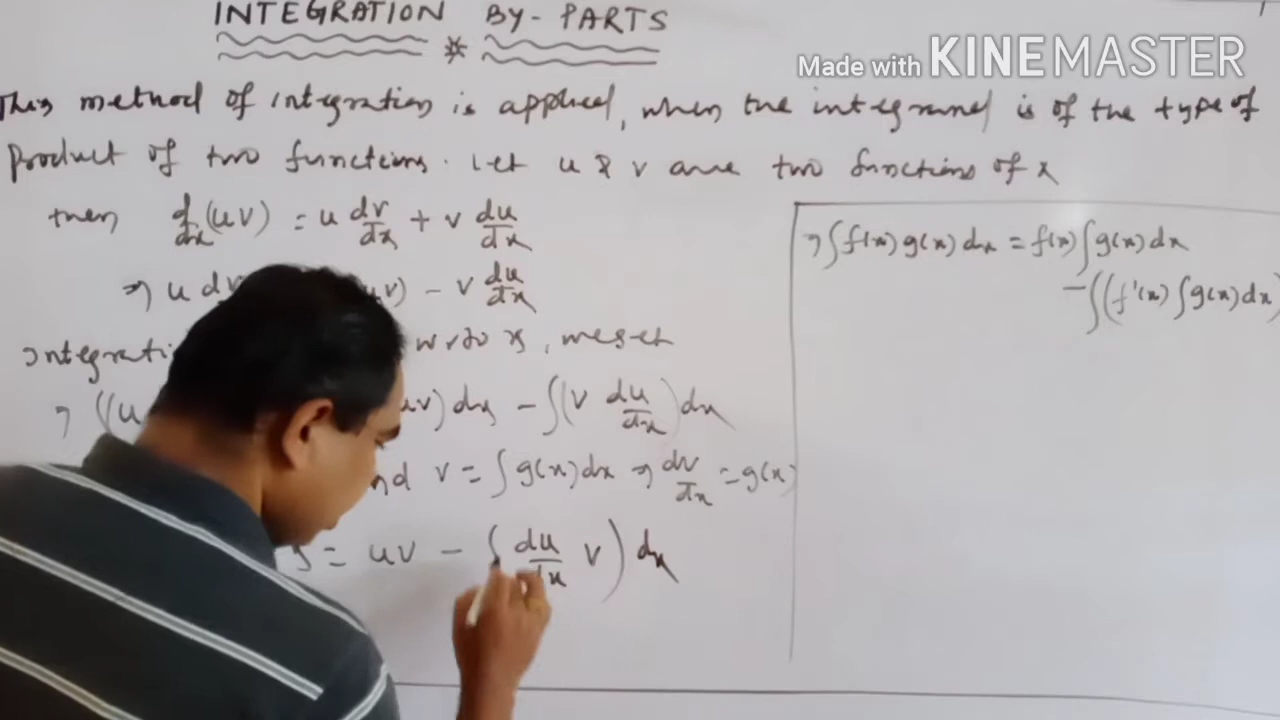 INTEGRATION BY-PARTS
Made with KINEMASTER
This method of integration is applied, when the integrand is of the type of
Product of two functions. Let u & v are two functions of x
then d/dx (uv) = u dv/dx + v du/dx
⇒ u dv uv) - v du/dx
Integrati w r to x, we get
⇒ ∫(u uv) dx - ∫(v du/dx) dx
and v = ∫g(x)dx ⇒ dv/dx = g(x)
= uv - ∫(du/dx v) dx
⇒ ∫f(x) g(x) dx = f(x) ∫g(x) dx
- ∫(f'(x) ∫g(x) dx)